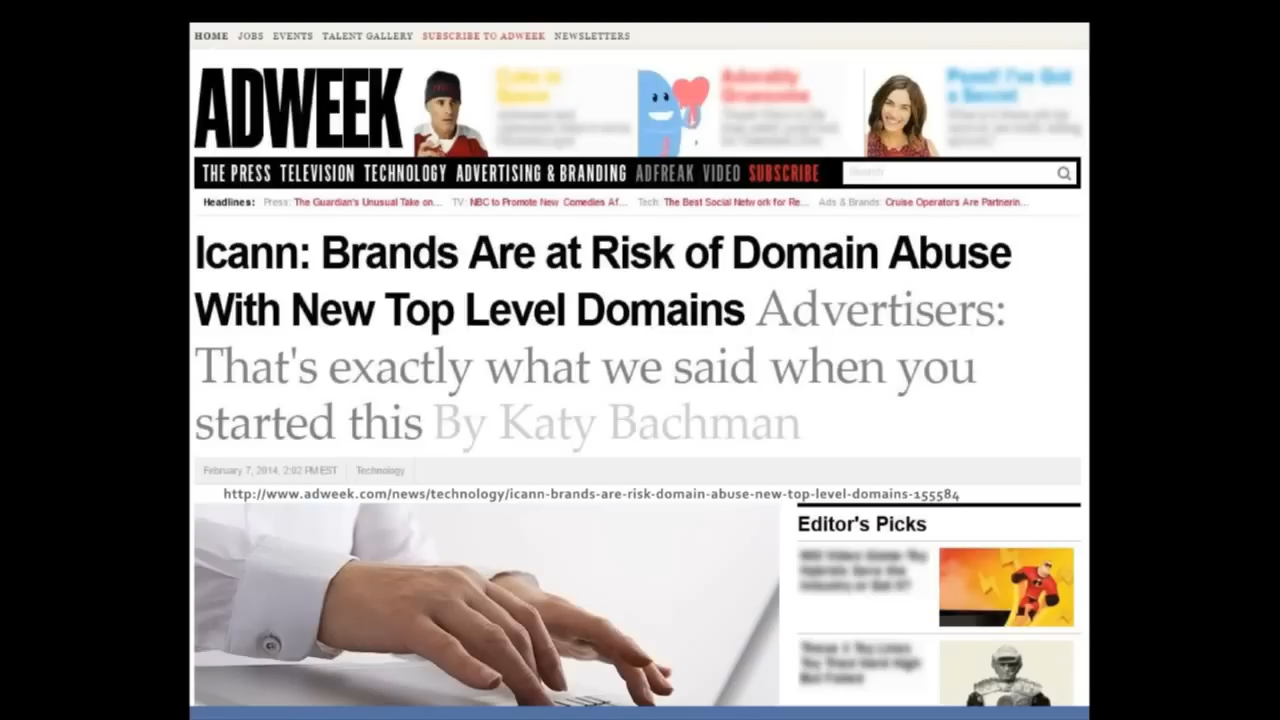 HOME JOBS EVENTS TALENT GALLERY SUBSCRIBE TO ADWEEK NEWSLETTERS
ADWEEK
THE PRESS TELEVISION TECHNOLOGY ADVERTISING & BRANDING ADFREAK VIDEO SUBSCRIBE
Search
Headlines: Press: The Guardian's Unusual Take on... TV: NBC to Promote New Comedies Af... Tech: The Best Social Network for Re... Ads & Brands: Cruise Operators Are Partnerin...
Icann: Brands Are at Risk of Domain Abuse
With New Top Level Domains Advertisers:
That's exactly what we said when you
started this By Katy Bachman
February 7, 2014, 2:02 PM EST Technology
http://www.adweek.com/news/technology/icann-brands-are-risk-domain-abuse-new-top-level-domains-155584
Editor's Picks